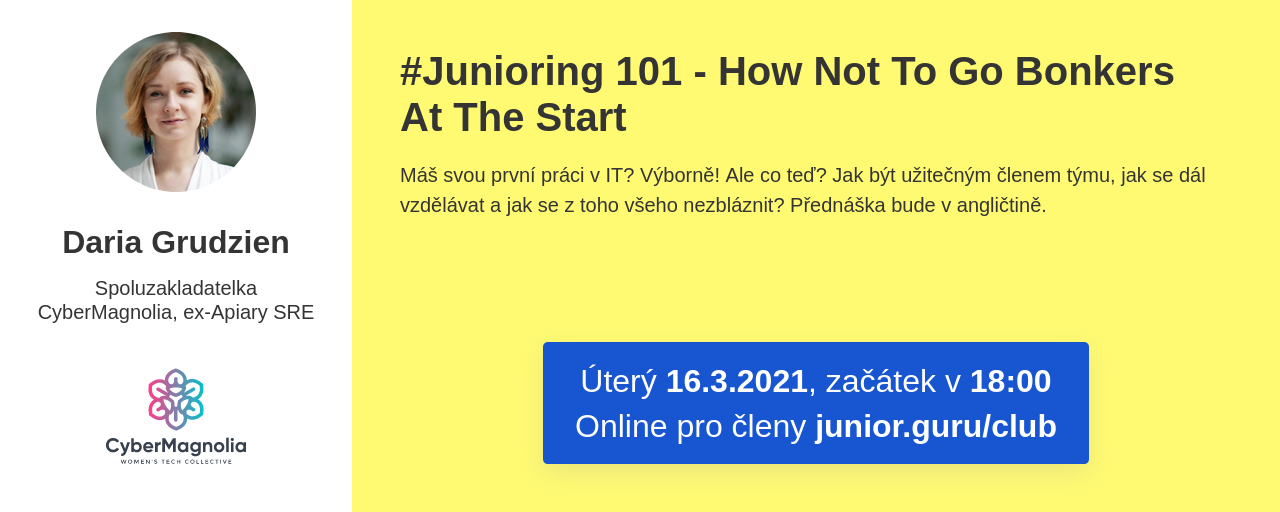 Daria Grudzien
Spoluzakladatelka
CyberMagnolia, ex-Apiary SRE
CyberMagnolia
WOMEN'S TECH COLLECTIVE
#Junioring 101 - How Not To Go Bonkers
At The Start
Máš svou první práci v IT? Výborně! Ale co teď? Jak být užitečným členem týmu, jak se dál
vzdělávat a jak se z toho všeho nezbláznit? Přednáška bude v angličtině.
Úterý 16.3.2021, začátek v 18:00
Online pro členy junior.guru/club